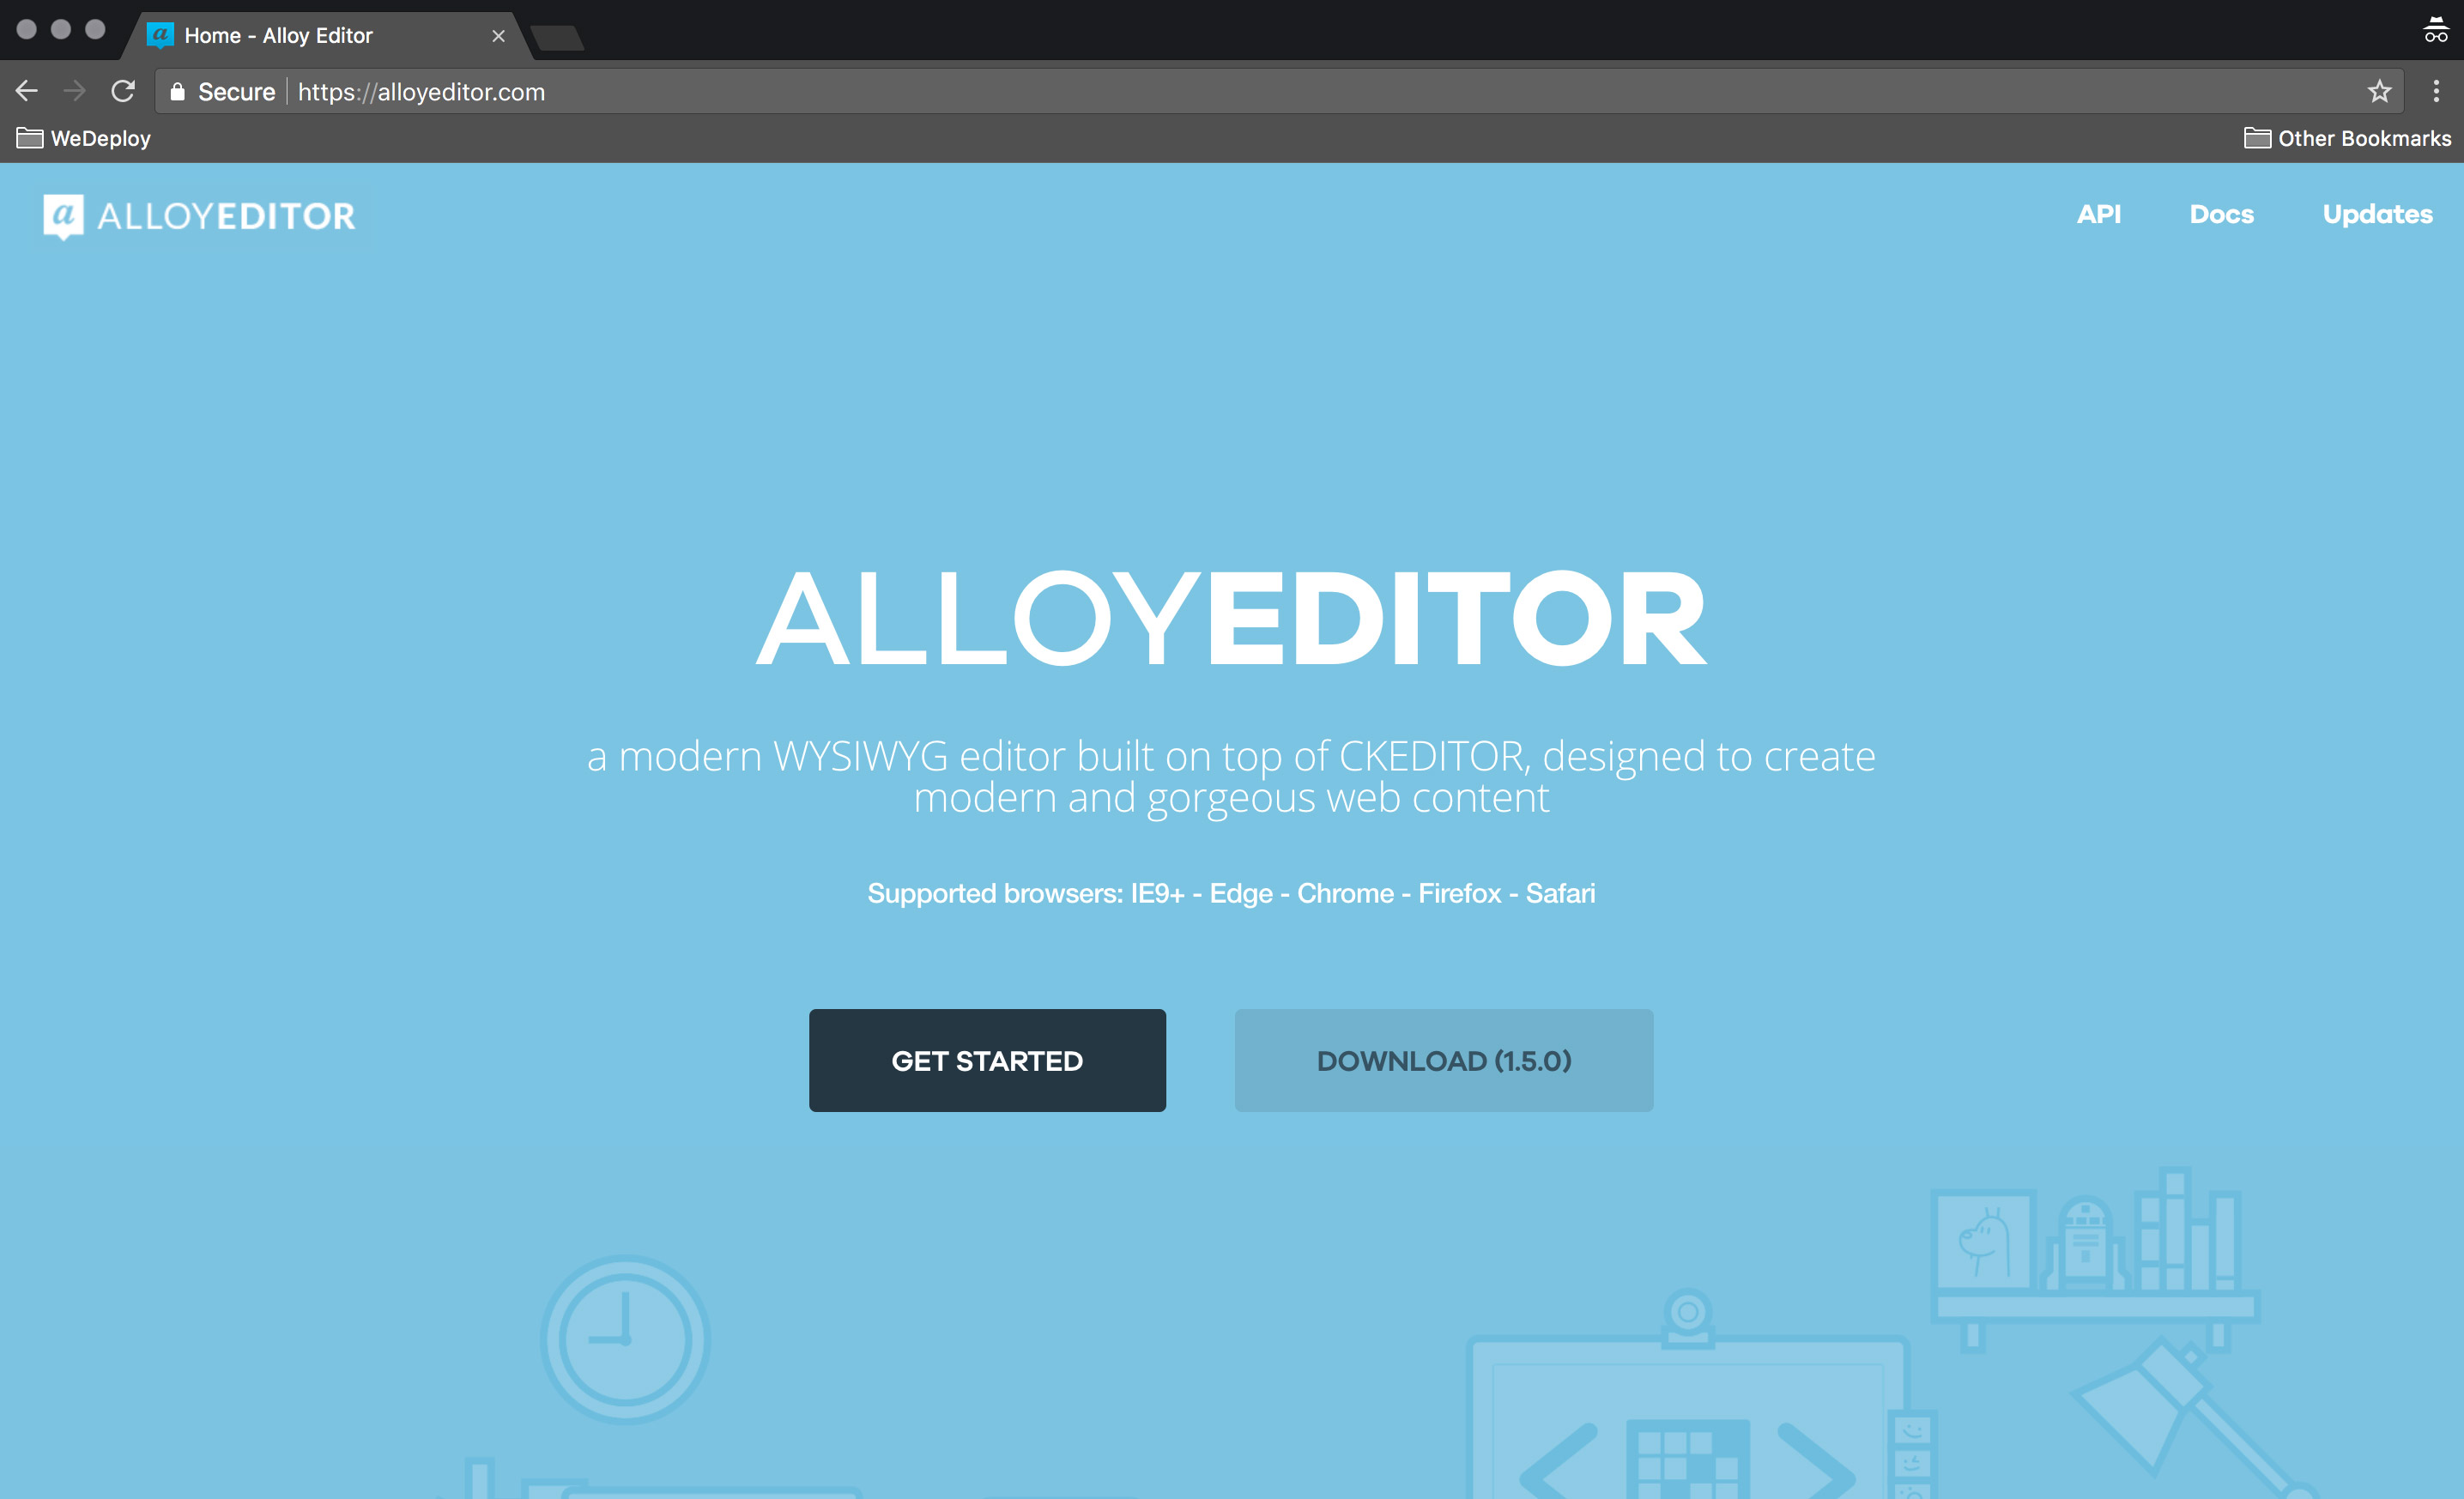 Home - Alloy Editor
Secure https://alloyeditor.com
WeDeploy Other Bookmarks
a ALLOYEDITOR API Docs Updates
ALLOYEDITOR
a modern WYSIWYG editor built on top of CKEDITOR, designed to create
modern and gorgeous web content
Supported browsers: IE9+ - Edge - Chrome - Firefox - Safari
GET STARTED DOWNLOAD (1.5.0)